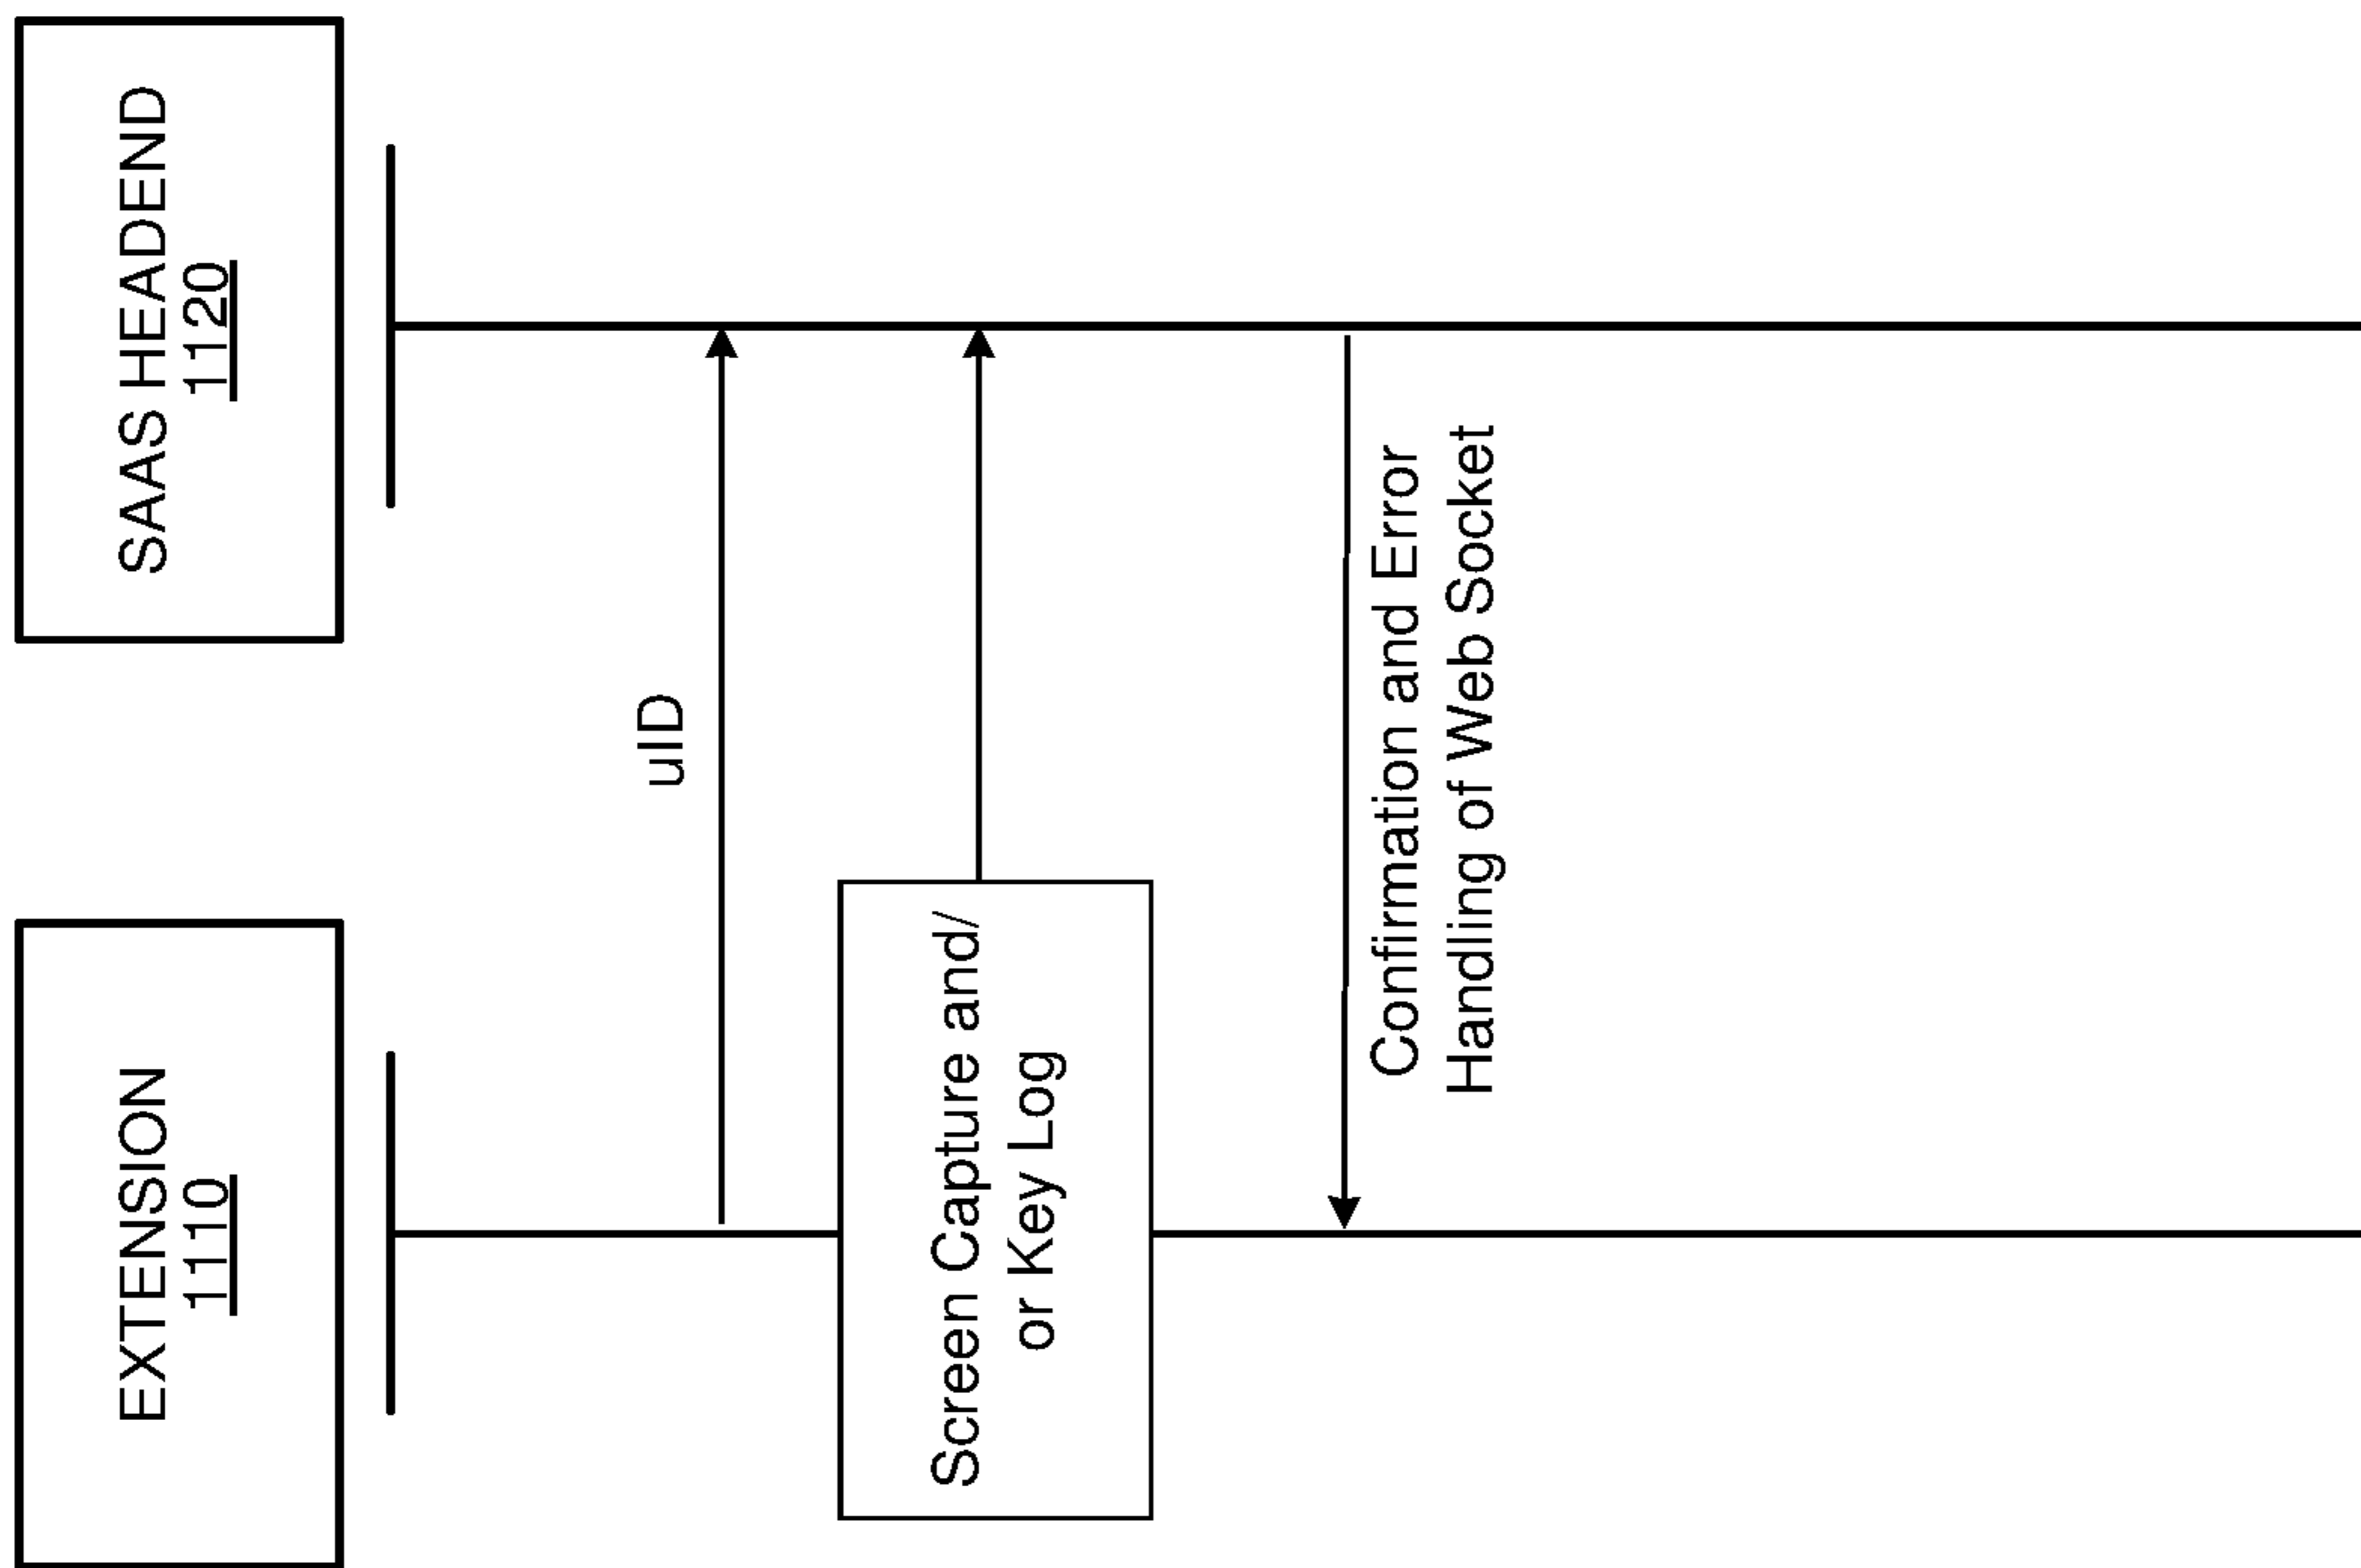 EXTENSION
1110
SAAS HEADEND
1120
uID
Screen Capture and/
or Key Log
Confirmation and Error
Handling of Web Socket